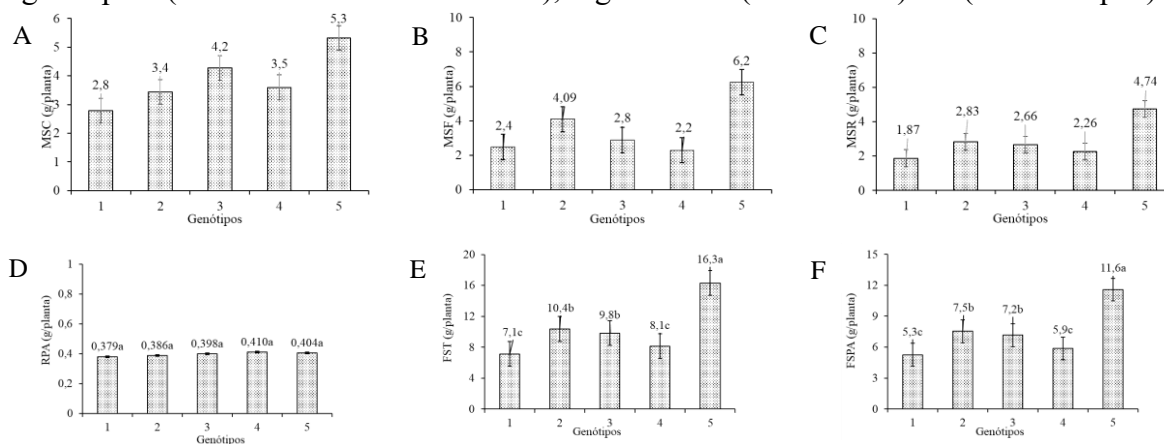 A
MSC (g/planta)
6
5
4
3
2
1
0
2,8
3,4
4,2
3,5
5,3
1 2 3 4 5
Genótipos
B
MSF (g/planta)
10
8
6
4
2
0
2,4
4,09
2,8
2,2
6,2
1 2 3 4 5
Genótipos
C
MSR (g/planta)
10
8
6
4
2
0
1,87
2,83
2,66
2,26
4,74
1 2 3 4 5
Genótipos
D
RPA (g/planta)
1
0,8
0,6
0,4
0,2
0
0,379a
0,386a
0,398a
0,410a
0,404a
1 2 3 4 5
Genótipos
E
FST (g/planta)
20
16
12
8
4
0
7,1c
10,4b
9,8b
8,1c
16,3a
1 2 3 4 5
Genótipos
F
FSPA (g/planta)
15
12
9
6
3
0
5,3c
7,5b
7,2b
5,9c
11,6a
1 2 3 4 5
Genótipos